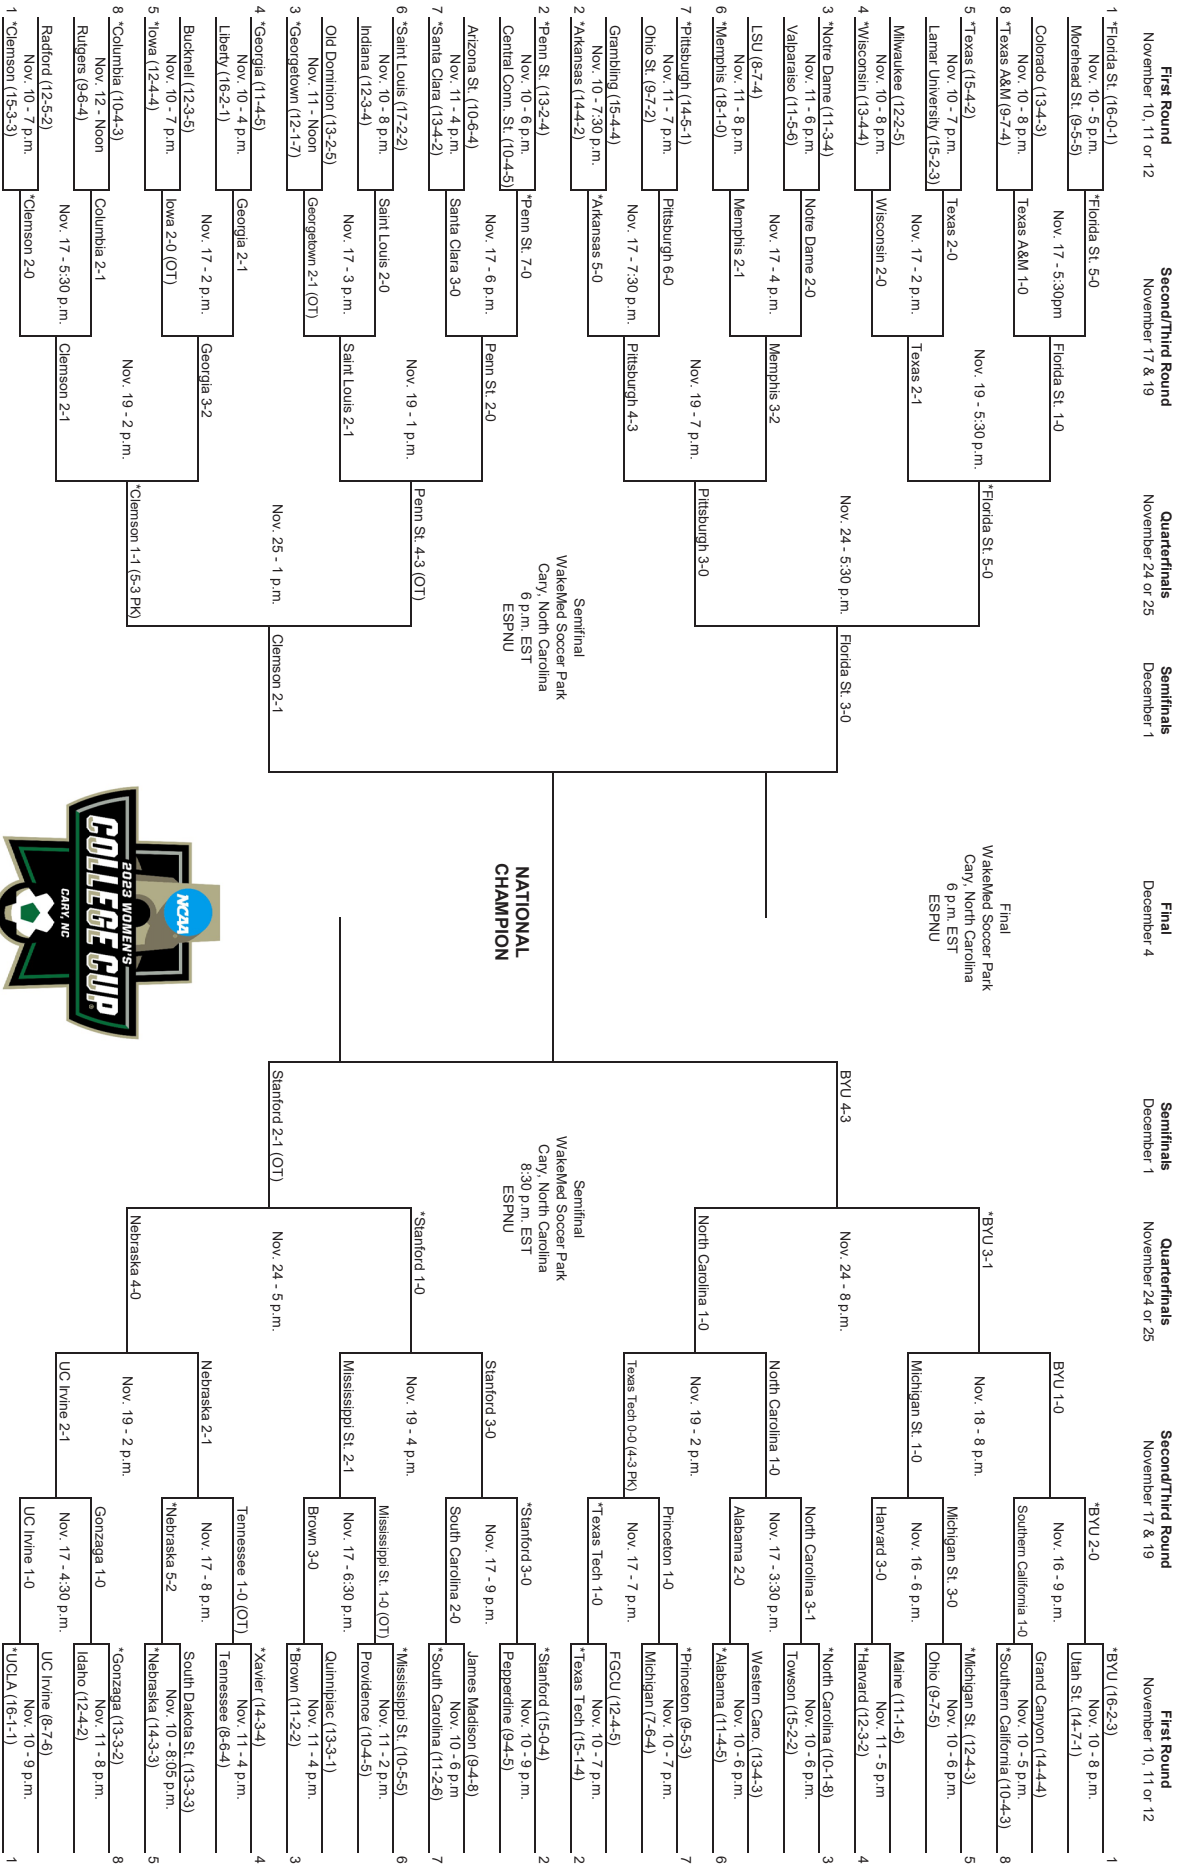 First Round
November 10, 11 or 12
Second/Third Round
November 17 & 19
Quarterfinals
November 24 or 25
Semifinals
December 1
Final
December 4
Semifinals
December 1
Quarterfinals
November 24 or 25
Second/Third Round
November 17 & 19
First Round
November 10, 11 or 12
1 *Florida St. (16-0-1)
Nov. 10 - 5 p.m.
Morehead St. (9-5-5)
Colorado (13-4-3)
Nov. 10 - 8 p.m.
8 *Texas A&M (9-7-4)
5 *Texas (15-4-2)
Nov. 10 - 7 p.m.
Lamar University (15-2-3)
Milwaukee (12-2-5)
Nov. 10 - 8 p.m.
4 *Wisconsin (13-4-4)
3 *Notre Dame (11-3-4)
Nov. 11 - 6 p.m.
Valparaiso (11-5-6)
LSU (8-7-4)
Nov. 11 - 8 p.m.
6 *Memphis (18-1-0)
7 *Pittsburgh (14-5-1)
Nov. 11 - 7 p.m.
Ohio St. (9-7-2)
Grambling (15-4-4)
Nov. 10 - 7:30 p.m.
2 *Arkansas (14-4-2)
2 *Penn St. (13-2-4)
Nov. 10 - 6 p.m.
Central Conn. St. (10-4-5)
Arizona St. (10-6-4)
Nov. 11 - 4 p.m.
7 *Santa Clara (13-4-2)
6 *Saint Louis (17-2-2)
Nov. 10 - 8 p.m.
Indiana (12-3-4)
Old Dominion (13-2-5)
Nov. 11 - Noon
3 *Georgetown (12-1-7)
4 *Georgia (11-4-5)
Nov. 10 - 4 p.m.
Liberty (16-2-1)
Bucknell (12-3-5)
Nov. 10 - 7 p.m.
5 *Iowa (12-4-4)
8 *Columbia (10-4-3)
Nov. 12 - Noon
Rutgers (9-6-4)
Radford (12-5-2)
Nov. 10 - 7 p.m.
1 *Clemson (15-3-3)
*Florida St. 5-0
Nov. 17 - 5:30pm
Texas A&M 1-0
Texas 2-0
Nov. 17 - 2 p.m.
Wisconsin 2-0
Notre Dame 2-0
Nov. 17 - 4 p.m.
Memphis 2-1
Pittsburgh 6-0
Nov. 17 - 7:30 p.m.
*Arkansas 5-0
*Penn St. 7-0
Nov. 17 - 6 p.m.
Santa Clara 3-0
Saint Louis 2-0
Nov. 17 - 3 p.m.
Georgetown 2-1 (OT)
Georgia 2-1
Nov. 17 - 2 p.m.
Iowa 2-0 (OT)
Columbia 2-1
Nov. 17 - 5:30 p.m.
*Clemson 2-0
Florida St. 1-0
Nov. 19 - 5:30 p.m.
Texas 2-1
Memphis 3-2
Nov. 19 - 7 p.m.
Pittsburgh 4-3
Penn St. 2-0
Nov. 19 - 1 p.m.
Saint Louis 2-1
Georgia 3-2
Nov. 19 - 2 p.m.
Clemson 2-1
*Florida St. 5-0
Nov. 24 - 5:30 p.m.
Pittsburgh 3-0
Penn St. 4-3 (OT)
Nov. 25 - 1 p.m.
*Clemson 1-1 (5-3 PK)
Florida St. 3-0
Semifinal
WakeMed Soccer Park
Cary, North Carolina
6 p.m. EST
ESPNU
Clemson 2-1
Final
WakeMed Soccer Park
Cary, North Carolina
6 p.m. EST
ESPNU
NATIONAL
CHAMPION
NCAA
2023 WOMEN'S
COLLEGE CUP
CARY, NC
BYU 4-3
Semifinal
WakeMed Soccer Park
Cary, North Carolina
8:30 p.m. EST
ESPNU
Stanford 2-1 (OT)
*BYU 3-1
Nov. 24 - 8 p.m.
North Carolina 1-0
*Stanford 1-0
Nov. 24 - 5 p.m.
Nebraska 4-0
BYU 1-0
Nov. 18 - 8 p.m.
Michigan St. 1-0
North Carolina 1-0
Nov. 19 - 2 p.m.
Texas Tech 0-0 (4-3 PK)
Stanford 3-0
Nov. 19 - 4 p.m.
Mississippi St. 2-1
Nebraska 2-1
Nov. 19 - 2 p.m.
UC Irvine 2-1
*BYU 2-0
Nov. 16 - 9 p.m.
Southern California 1-0
Michigan St. 3-0
Nov. 16 - 6 p.m.
Harvard 3-0
North Carolina 3-1
Nov. 17 - 3:30 p.m.
Alabama 2-0
Princeton 1-0
Nov. 17 - 7 p.m.
*Texas Tech 1-0
*Stanford 3-0
Nov. 17 - 9 p.m.
South Carolina 2-0
Mississippi St. 1-0 (OT)
Nov. 17 - 6:30 p.m.
Brown 3-0
Tennessee 1-0 (OT)
Nov. 17 - 8 p.m.
*Nebraska 5-2
Gonzaga 1-0
Nov. 17 - 4:30 p.m.
UC Irvine 1-0
*BYU (16-2-3) 1
Nov. 10 - 8 p.m.
Utah St. (14-7-1)
Grand Canyon (14-4-4)
Nov. 10 - 5 p.m.
*Southern California (10-4-3) 8
*Michigan St. (12-4-3) 5
Nov. 10 - 6 p.m.
Ohio (9-7-5)
Maine (11-1-6)
Nov. 11 - 5 pm
*Harvard (12-3-2) 4
*North Carolina (10-1-8) 3
Nov. 10 - 6 p.m.
Towson (15-2-2)
Western Caro. (13-4-3)
Nov. 10 - 6 p.m.
*Alabama (11-4-5) 6
*Princeton (9-5-3) 7
Nov. 10 - 7 p.m.
Michigan (7-6-4)
FGCU (12-4-5)
Nov. 10 - 7 p.m.
*Texas Tech (15-1-4) 2
*Stanford (15-0-4) 2
Nov. 10 - 9 p.m.
Pepperdine (9-4-5)
James Madison (9-4-8)
Nov. 10 - 6 p.m
*South Carolina (11-2-6) 7
*Mississippi St. (10-5-5) 6
Nov. 11 - 2 p.m.
Providence (10-4-5)
Quinnipiac (13-3-1)
Nov. 11 - 4 p.m.
*Brown (11-2-2) 3
*Xavier (14-3-4) 4
Nov. 11 - 4 p.m.
Tennessee (8-6-4)
South Dakota St. (13-3-3)
Nov. 10 - 8:05 p.m.
*Nebraska (14-3-3) 5
*Gonzaga (13-3-2) 8
Nov. 11 - 8 p.m.
Idaho (12-4-2)
UC Irvine (8-7-6)
Nov. 10 - 9 p.m.
*UCLA (16-1-1) 1